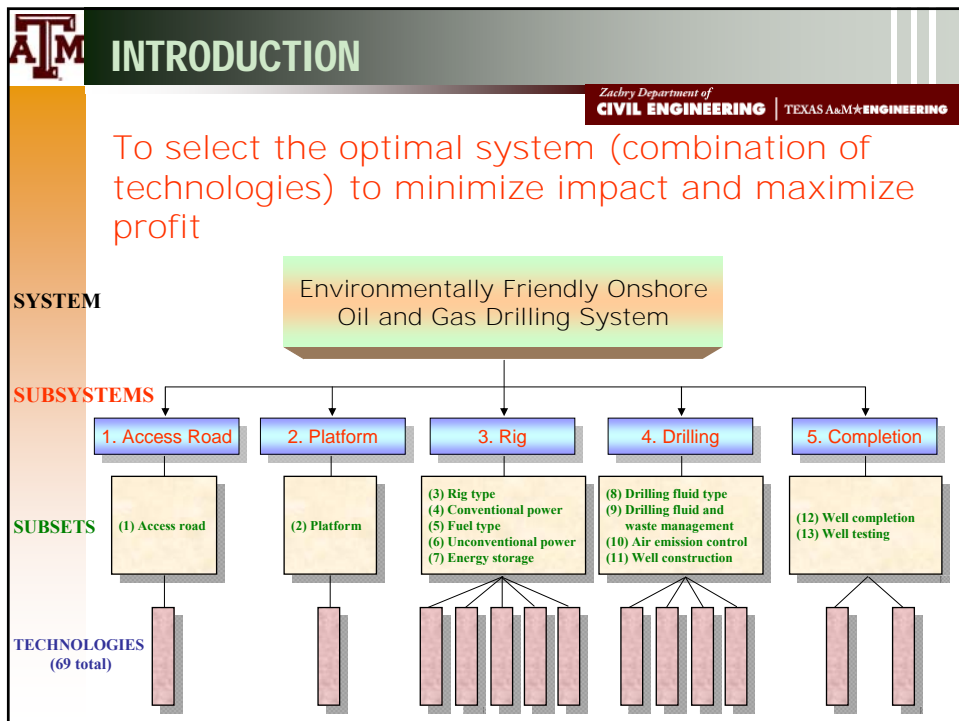 ATM
INTRODUCTION
Zachry Department of
CIVIL ENGINEERING | TEXAS A&M★ENGINEERING
To select the optimal system (combination of
technologies) to minimize impact and maximize
profit
SYSTEM
Environmentally Friendly Onshore
Oil and Gas Drilling System
SUBSYSTEMS
1. Access Road
2. Platform
3. Rig
4. Drilling
5. Completion
SUBSETS
(1) Access road
(2) Platform
(3) Rig type
(4) Conventional power
(5) Fuel type
(6) Unconventional power
(7) Energy storage
(8) Drilling fluid type
(9) Drilling fluid and
waste management
(10) Air emission control
(11) Well construction
(12) Well completion
(13) Well testing
TECHNOLOGIES
(69 total)